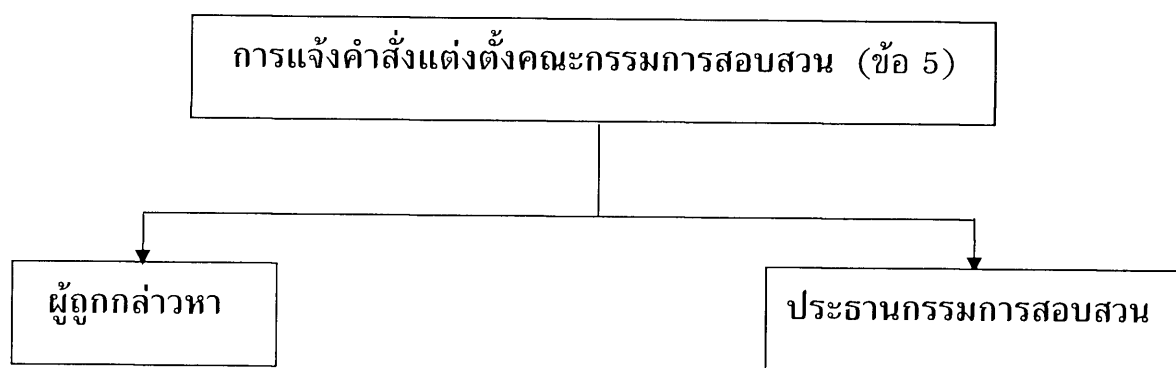 การแจ้งคำสั่งแต่งตั้งคณะกรรมการสอบสวน (ข้อ 5)
ผู้ถูกกล่าวหา
ประธานกรรมการสอบสวน